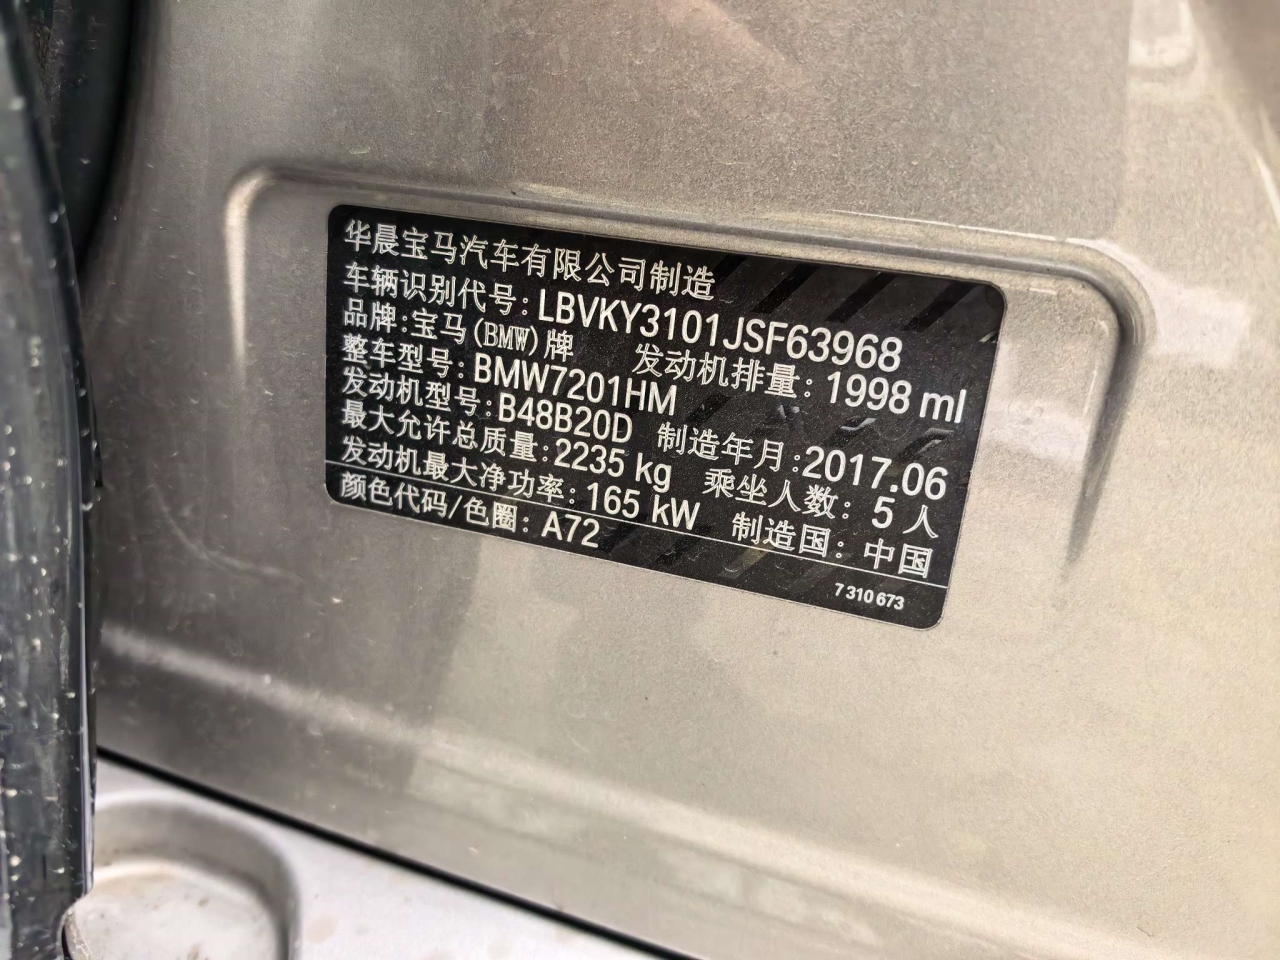 华晨宝马汽车有限公司制造
车辆识别代号: LBVKY3101JSF63968
品牌:宝马(BMW)牌 发动机排量: 1998 ml
整车型号: BMW7201HM
发动机型号: B48B20D 制造年月:2017.06
最大允许总质量:2235 kg 乘坐人数: 5 人
发动机最大净功率: 165 kW 制造国: 中国
颜色代码/色圈: A72
7 310 673